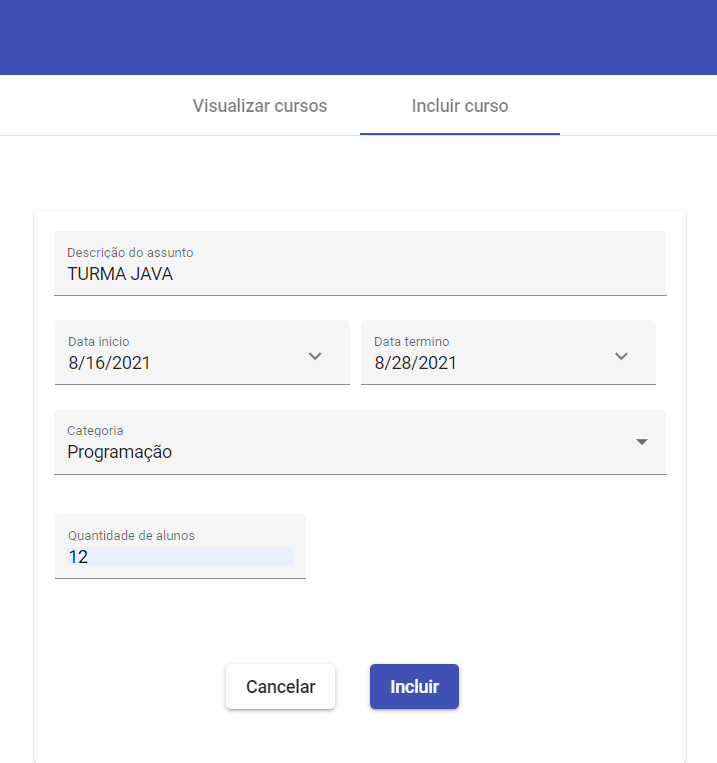 Visualizar cursos Incluir curso
Descrição do assunto
TURMA JAVA
Data inicio Data termino
8/16/2021 8/28/2021
Categoria
Programação
Quantidade de alunos
12
Cancelar Incluir